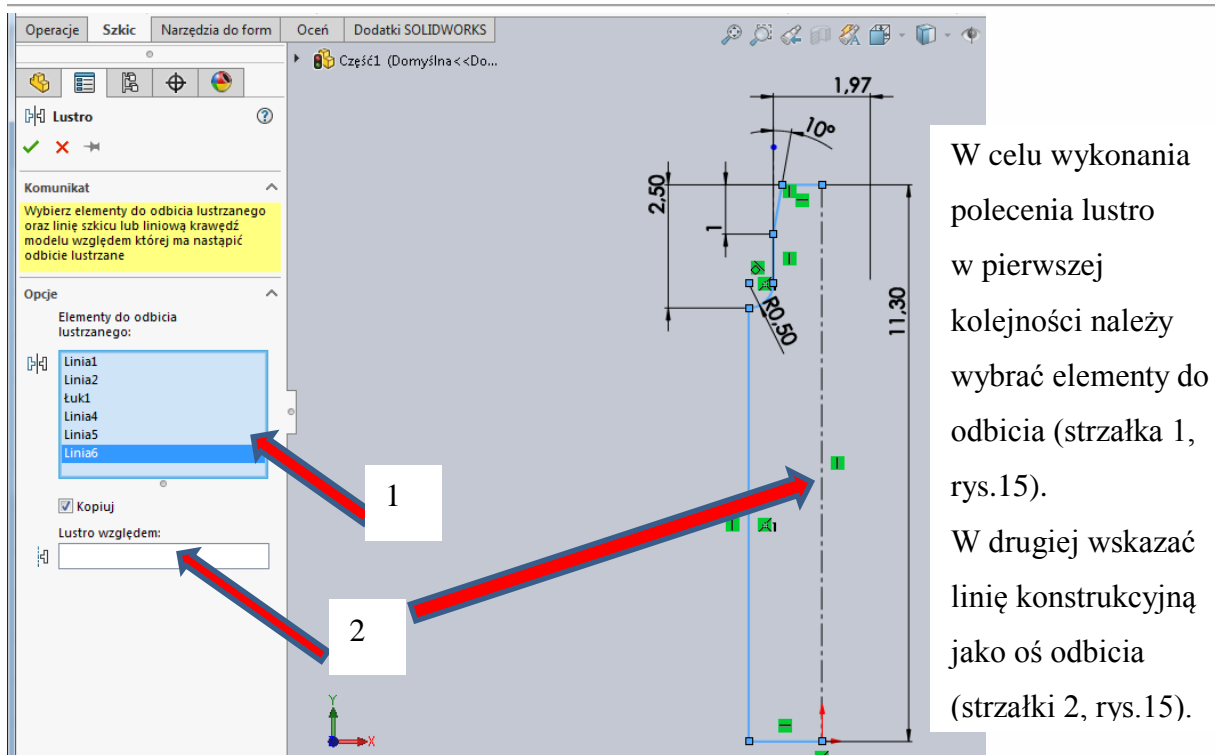 Operacje Szkic Narzędzia do form Oceń Dodatki SOLIDWORKS
Część1 (Domyślna<<Do...
Lustro
Komunikat
Wybierz elementy do odbicia lustrzanego
oraz linię szkicu lub liniową krawędź
modelu względem której ma nastąpić
odbicie lustrzane
Opcje
Elementy do odbicia
lustrzanego:
Linia1
Linia2
Łuk1
Linia4
Linia5
Linia6
Kopiuj
Lustro względem:
1
2
1,97
10°
2,50
1
R0,50
11,30
1
1
Y
X
W celu wykonania
polecenia lustro
w pierwszej
kolejności należy
wybrać elementy do
odbicia (strzałka 1,
rys.15).
W drugiej wskazać
linię konstrukcyjną
jako oś odbicia
(strzałki 2, rys.15).